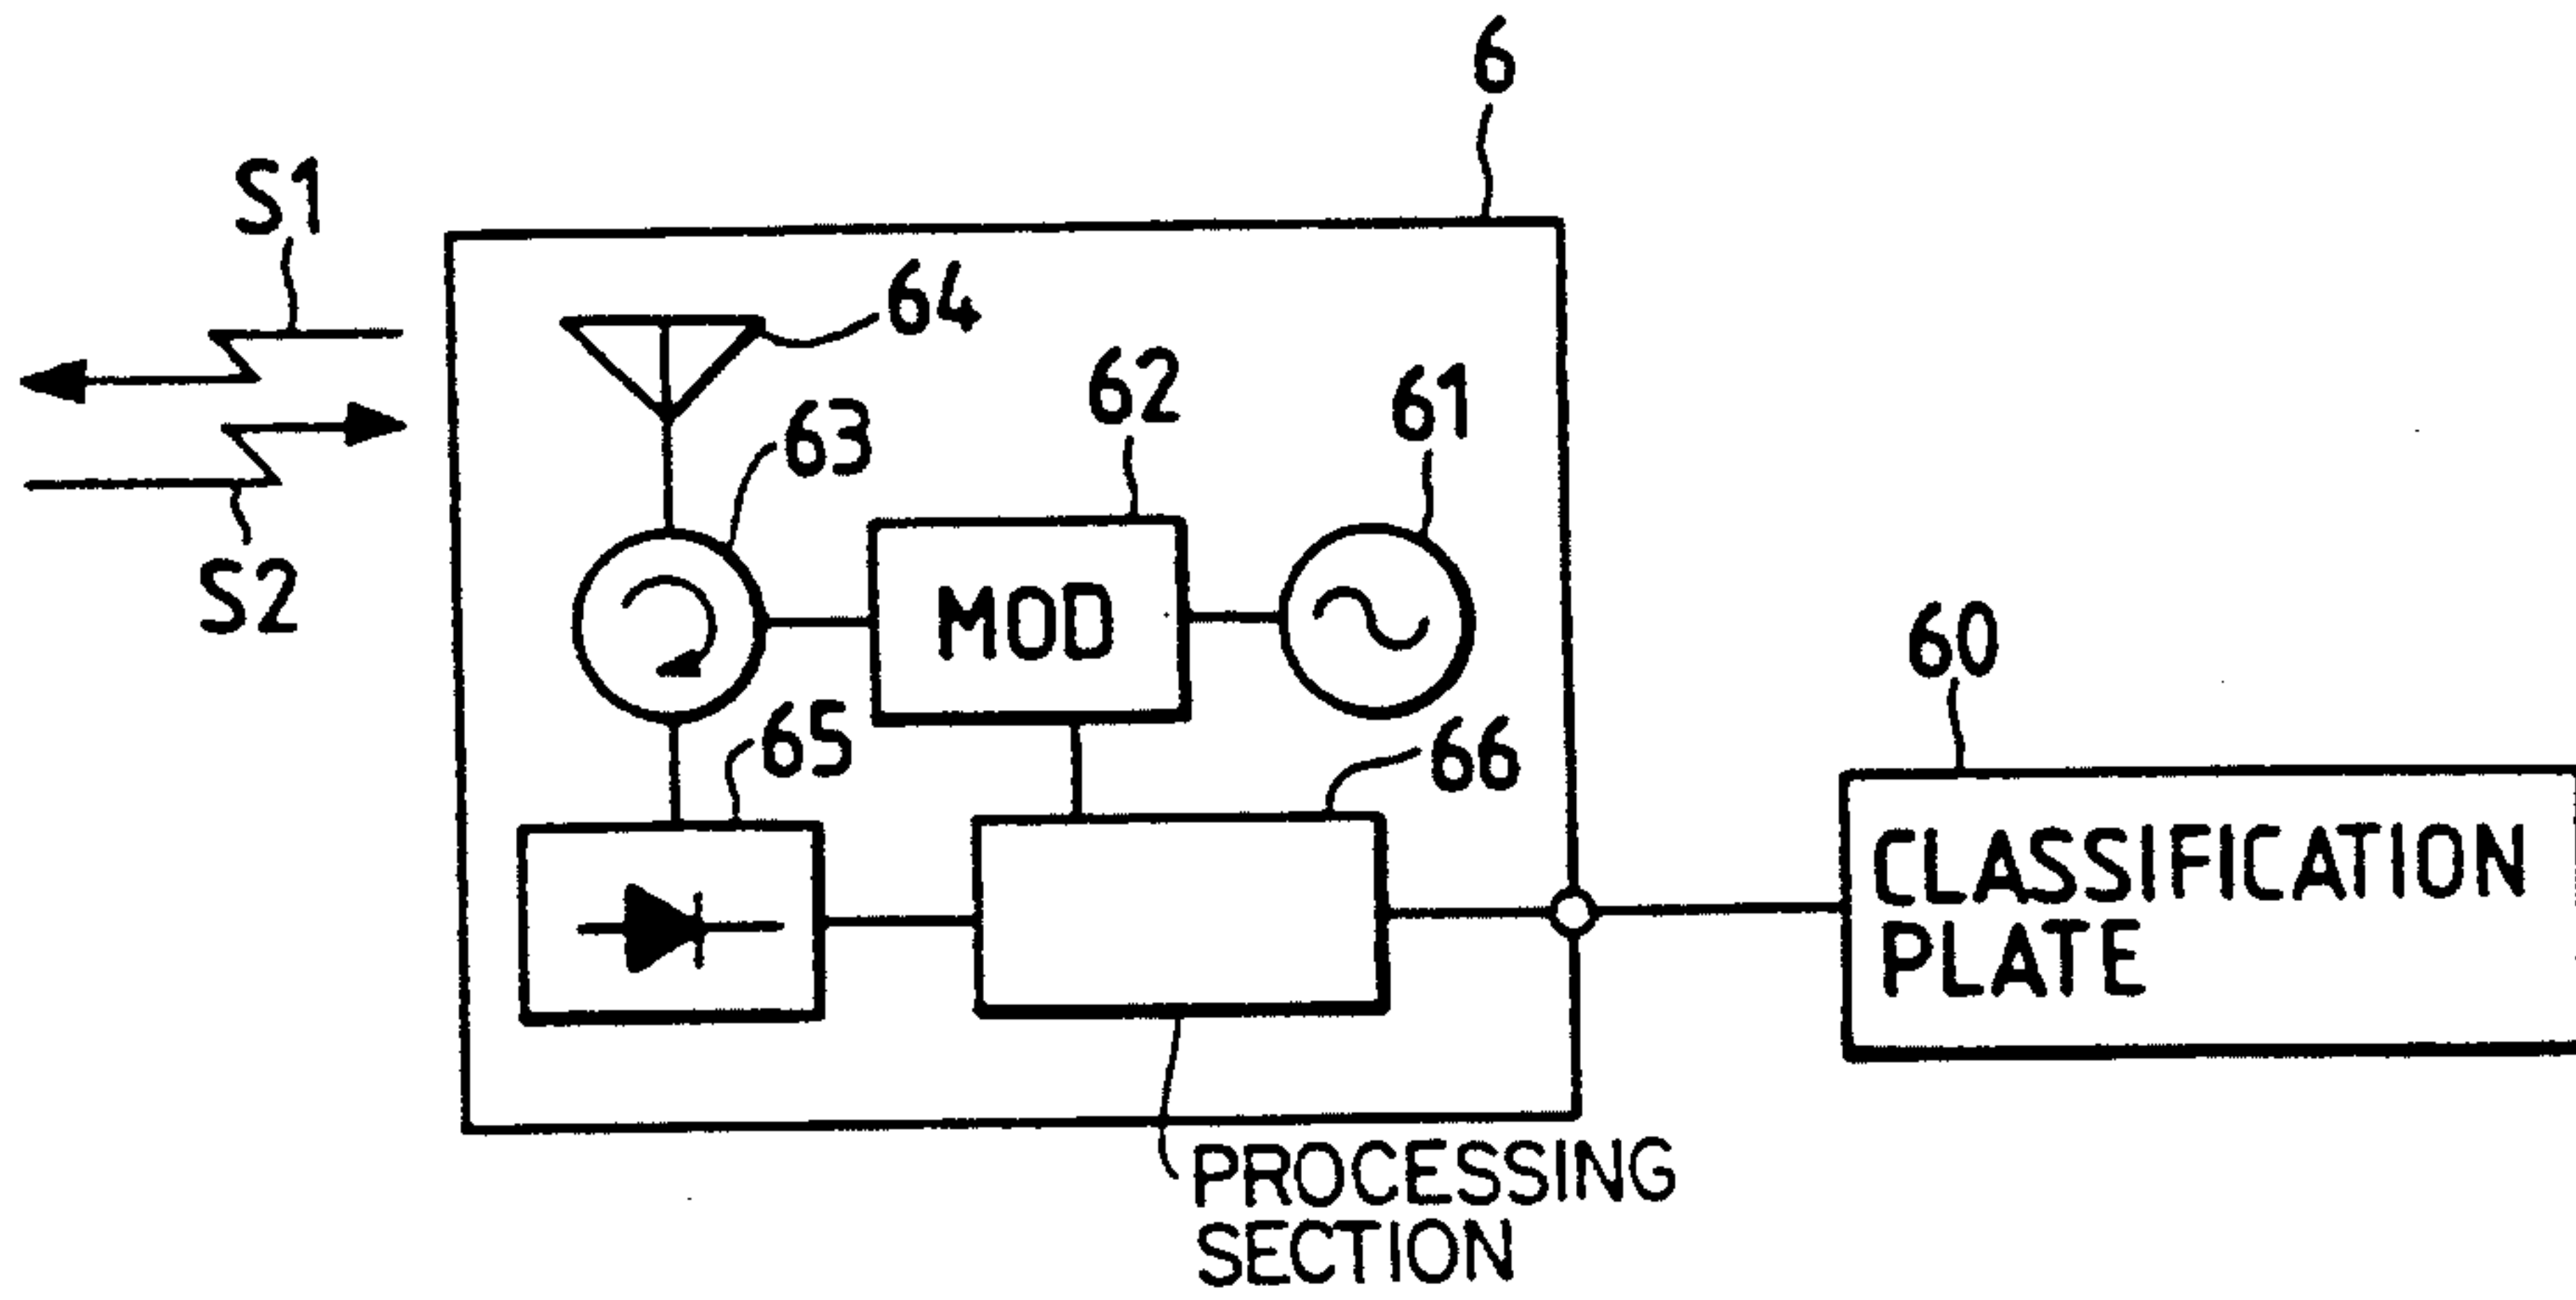 6
S1
64
62
61
63
S2
60
65
66
MOD
CLASSIFICATION
PLATE
PROCESSING
SECTION